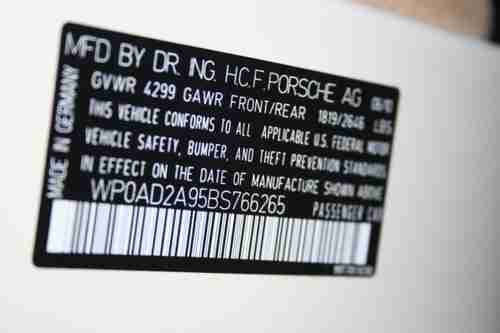 MFD BY DR. ING. H.C.F. PORSCHE AG 08/10
GVWR 4299 GAWR FRONT/REAR 1819/2646 LBS
THIS VEHICLE CONFORMS TO ALL APPLICABLE U.S. FEDERAL MOTOR
VEHICLE SAFETY, BUMPER, AND THEFT PREVENTION STANDARDS
IN EFFECT ON THE DATE OF MANUFACTURE SHOWN ABOVE
WP0AD2A95BS766265 PASSENGER CAR
MADE IN GERMANY